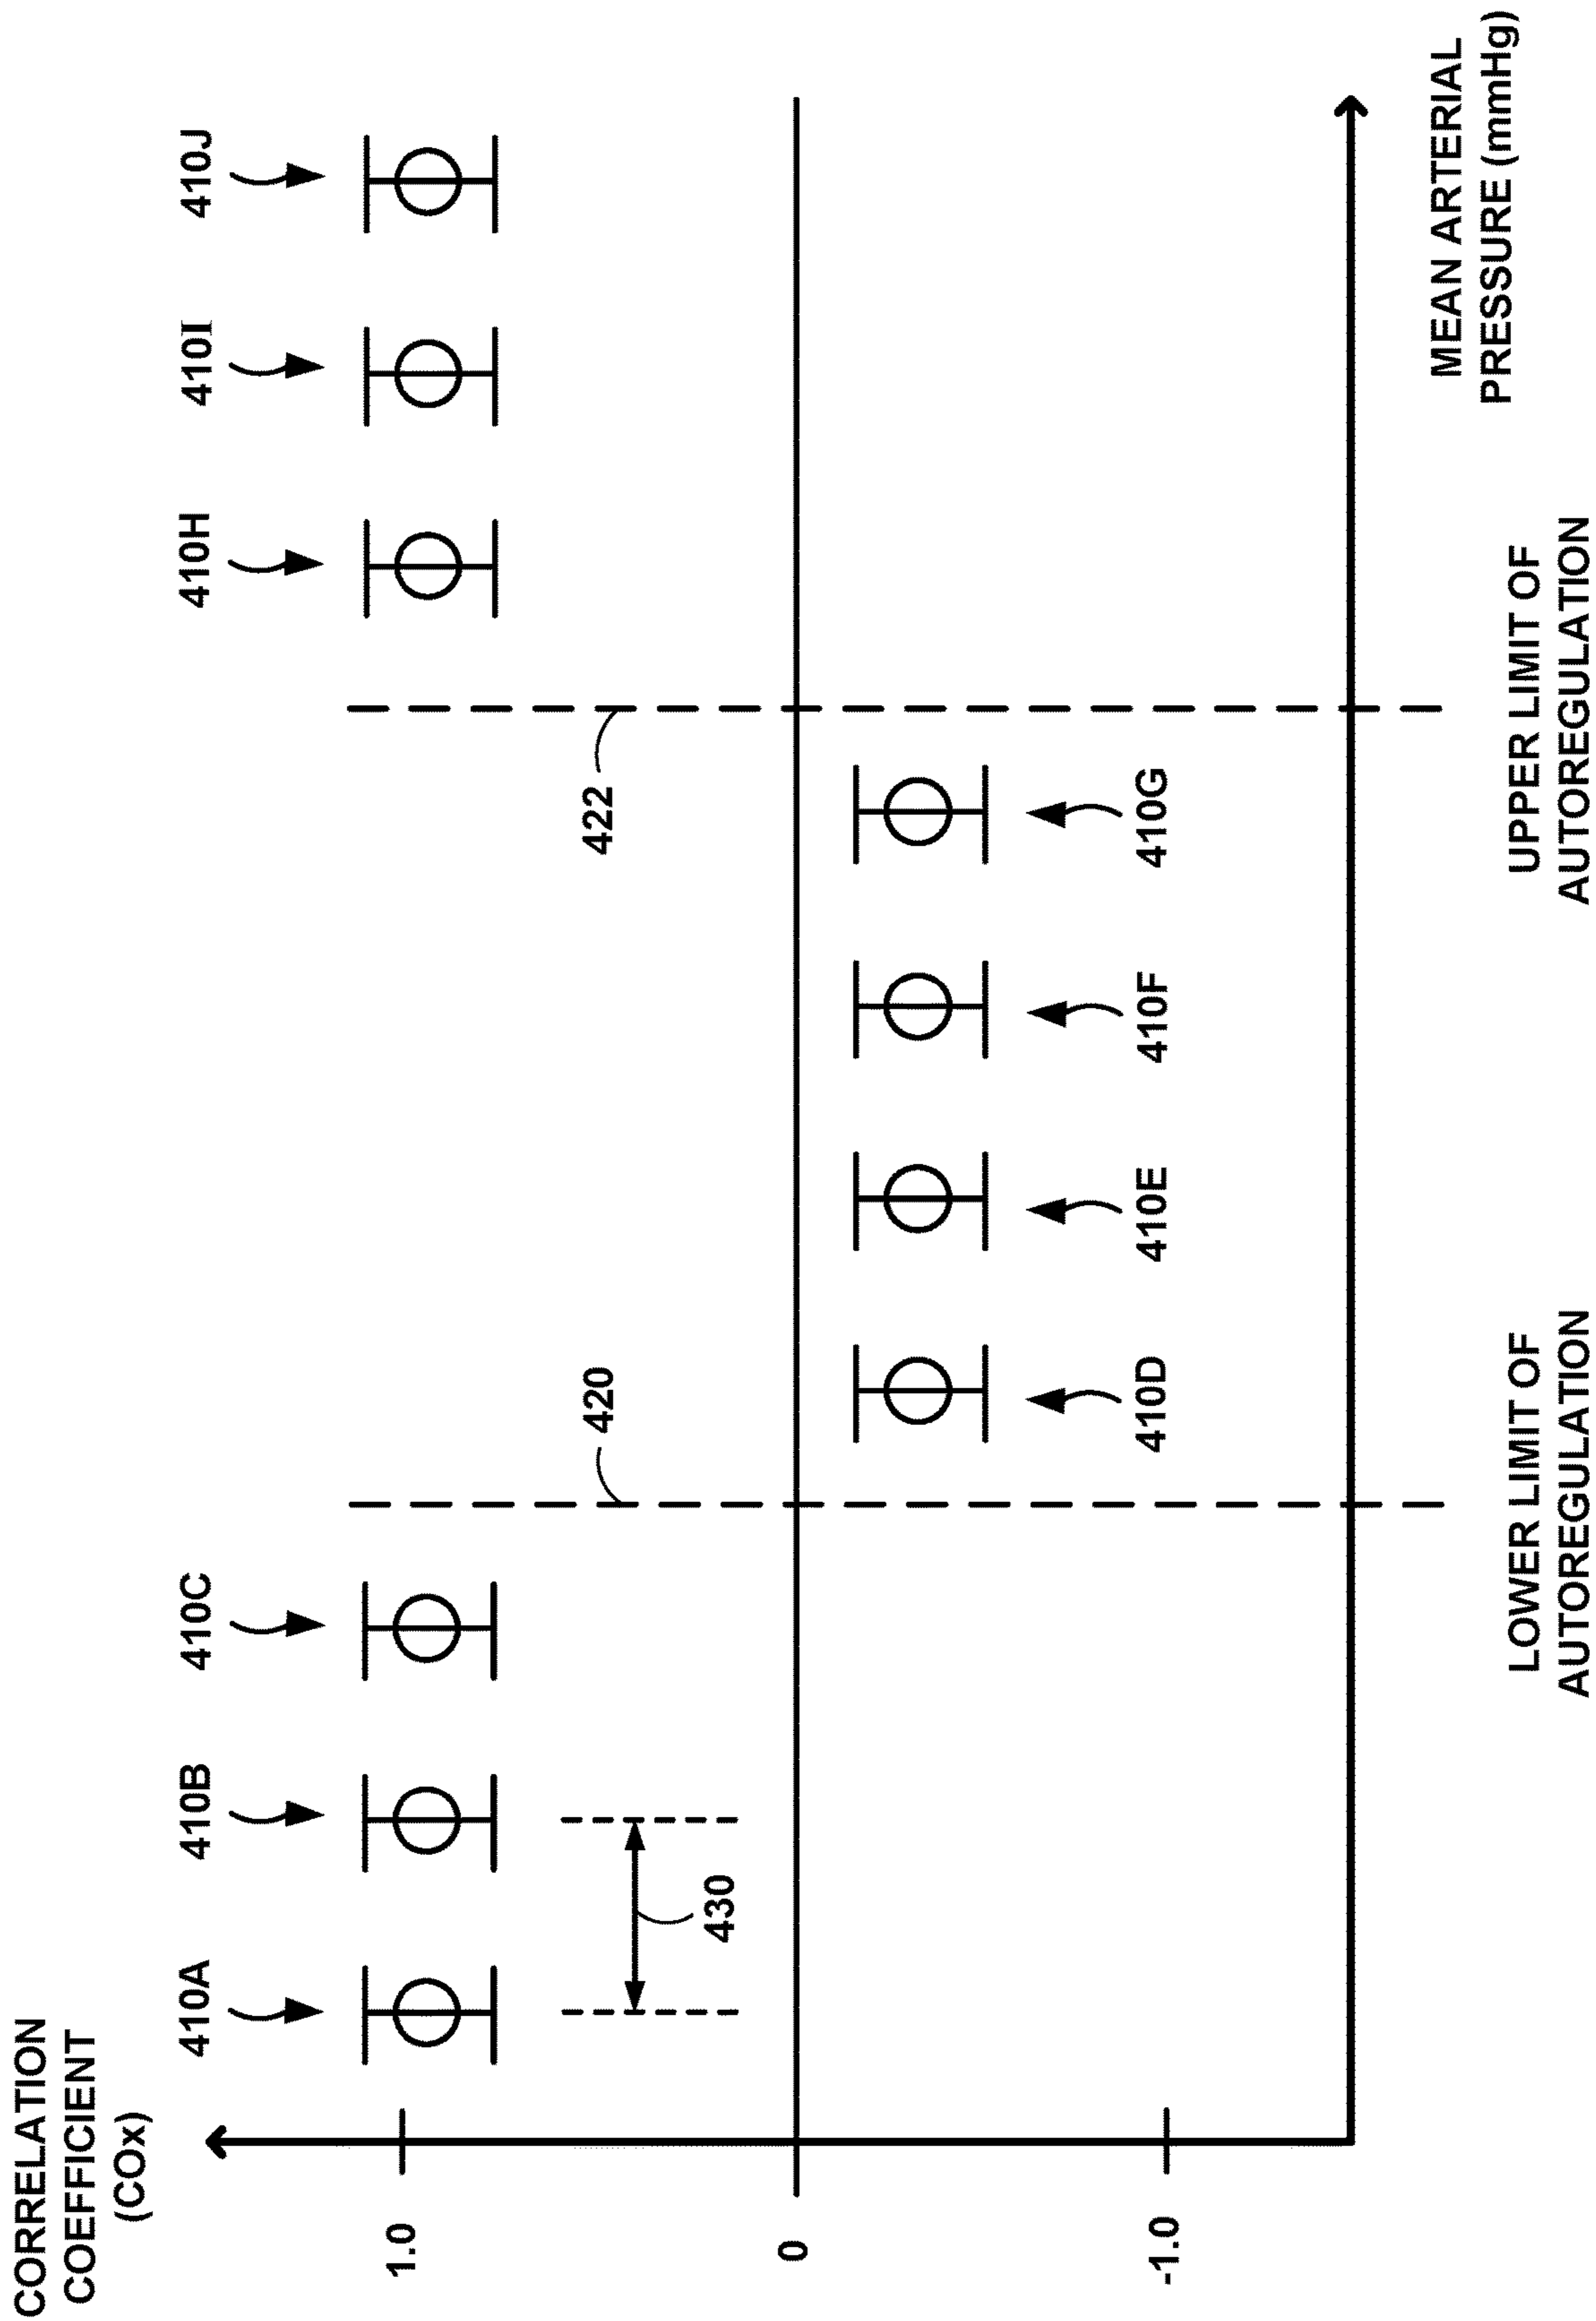 CORRELATION
COEFFICIENT
(COx)
410A
410B
410C
410H
410I
410J
1.0
420
422
430
0
410D
410E
410F
410G
-1.0
MEAN ARTERIAL
PRESSURE (mmHg)
LOWER LIMIT OF
AUTOREGULATION
UPPER LIMIT OF
AUTOREGULATION